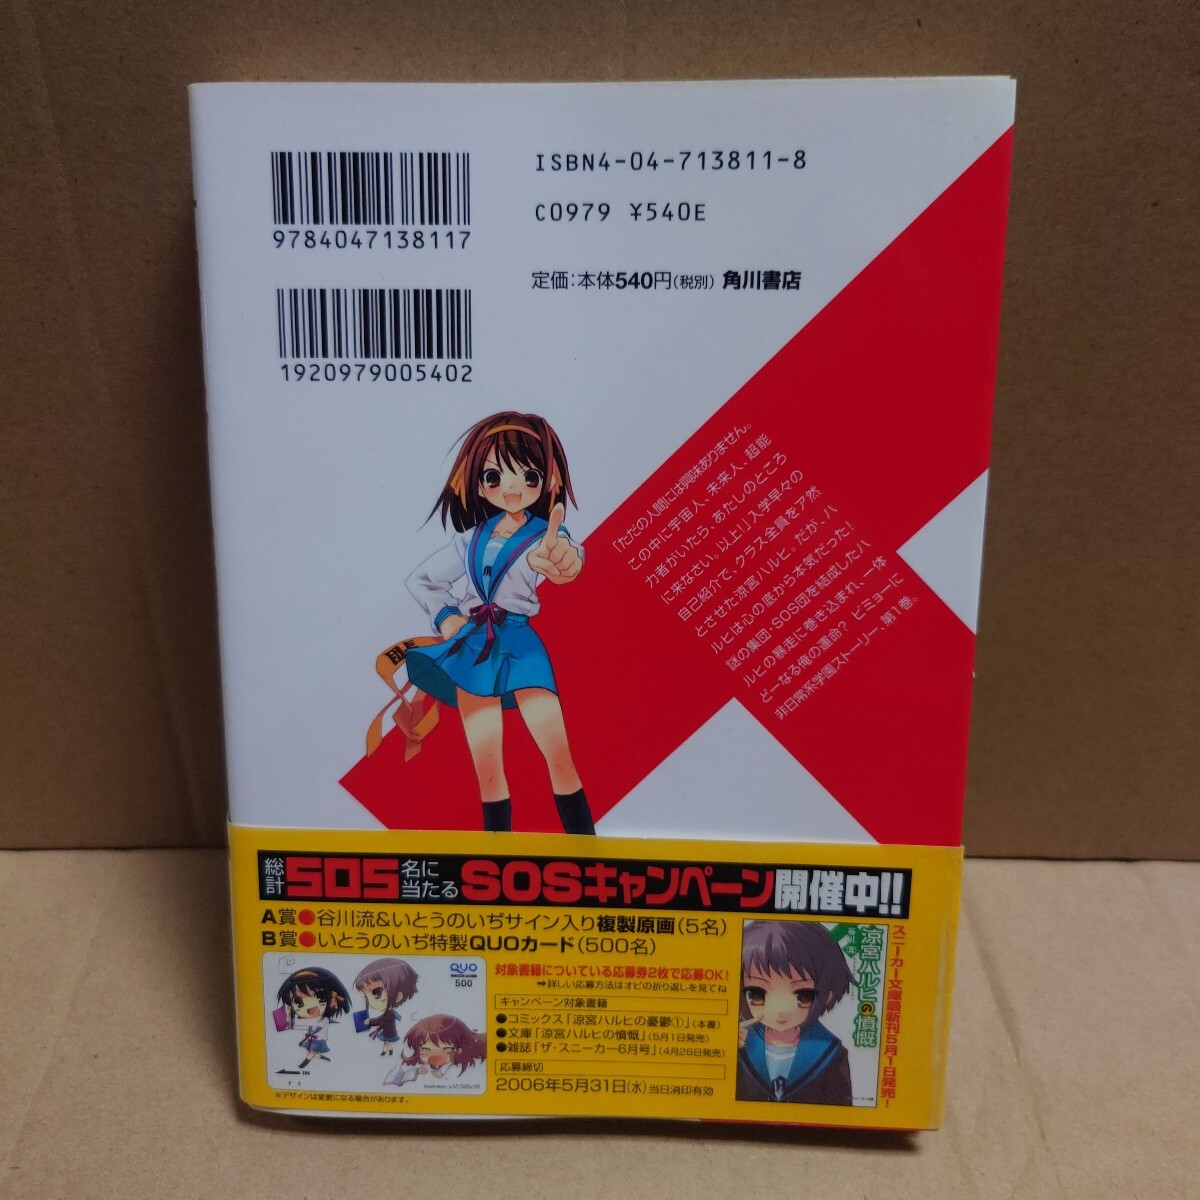 ISBN4-04-713811-8
C0979 ¥540E
定価:本体540円(税別) 角川書店
9784047138117
1920979005402
「ただの人間には興味ありません。
この中に宇宙人、未来人、超能
力者がいたら、あたしのところ
に来なさい。以上!」入学早々の
自己紹介で、クラス全員をア然
とさせた涼宮ハルヒ。だが、ハ
ルヒは心の底から本気だった!
謎の集団・SOS団を結成したハ
ルヒの暴走に巻き込まれ、一体
どーなる俺の運命? ビミョーに
非日常系学園ストーリー、第1巻。
総計505名に当たるSOSキャンペーン開催中!!
A賞●谷川流&いとうのいぢサイン入り複製原画(5名)
B賞●いとうのいぢ特製QUOカード(500名)
QUO
500
IN
※デザインは変更になる場合があります。
対象書籍についている応募券2枚で応募OK!
➡詳しい応募方法はオビの折り返しを見てね
キャンペーン対象書籍
●コミックス「涼宮ハルヒの憂鬱①」(本書)
●文庫「涼宮ハルヒの憤慨」(5月1日発売)
●雑誌「ザ・スニーカー6月号」(4月28日発売)
応募締切
2006年5月31日(水)当日消印有効
涼宮ハルヒの憤慨
谷川流
スニーカー文庫最新刊5月1日発売!